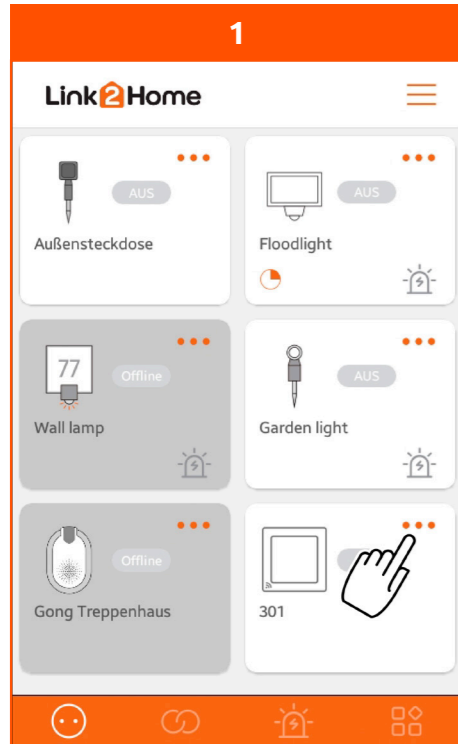 1
Link2Home
AUS
Außensteckdose
AUS
Floodlight
77
Offline
Wall lamp
AUS
Garden light
Offline
Gong Treppenhaus
301